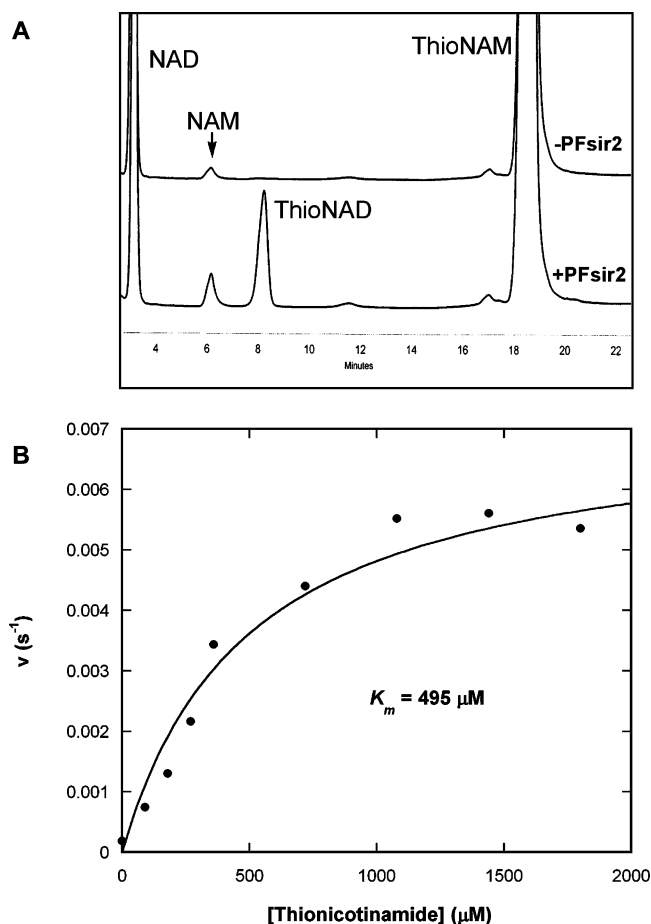 A
NAD
ThioNAM
NAM
-PFsir2
ThioNAD
+PFsir2
4 6 8 10 12 14 16 18 20 22
Minutes
B
0.007
0.006
0.005
0.004
0.003
0.002
0.001
0
v (s⁻¹)
Kₘ = 495 μM
0 500 1000 1500 2000
[Thionicotinamide] (μM)